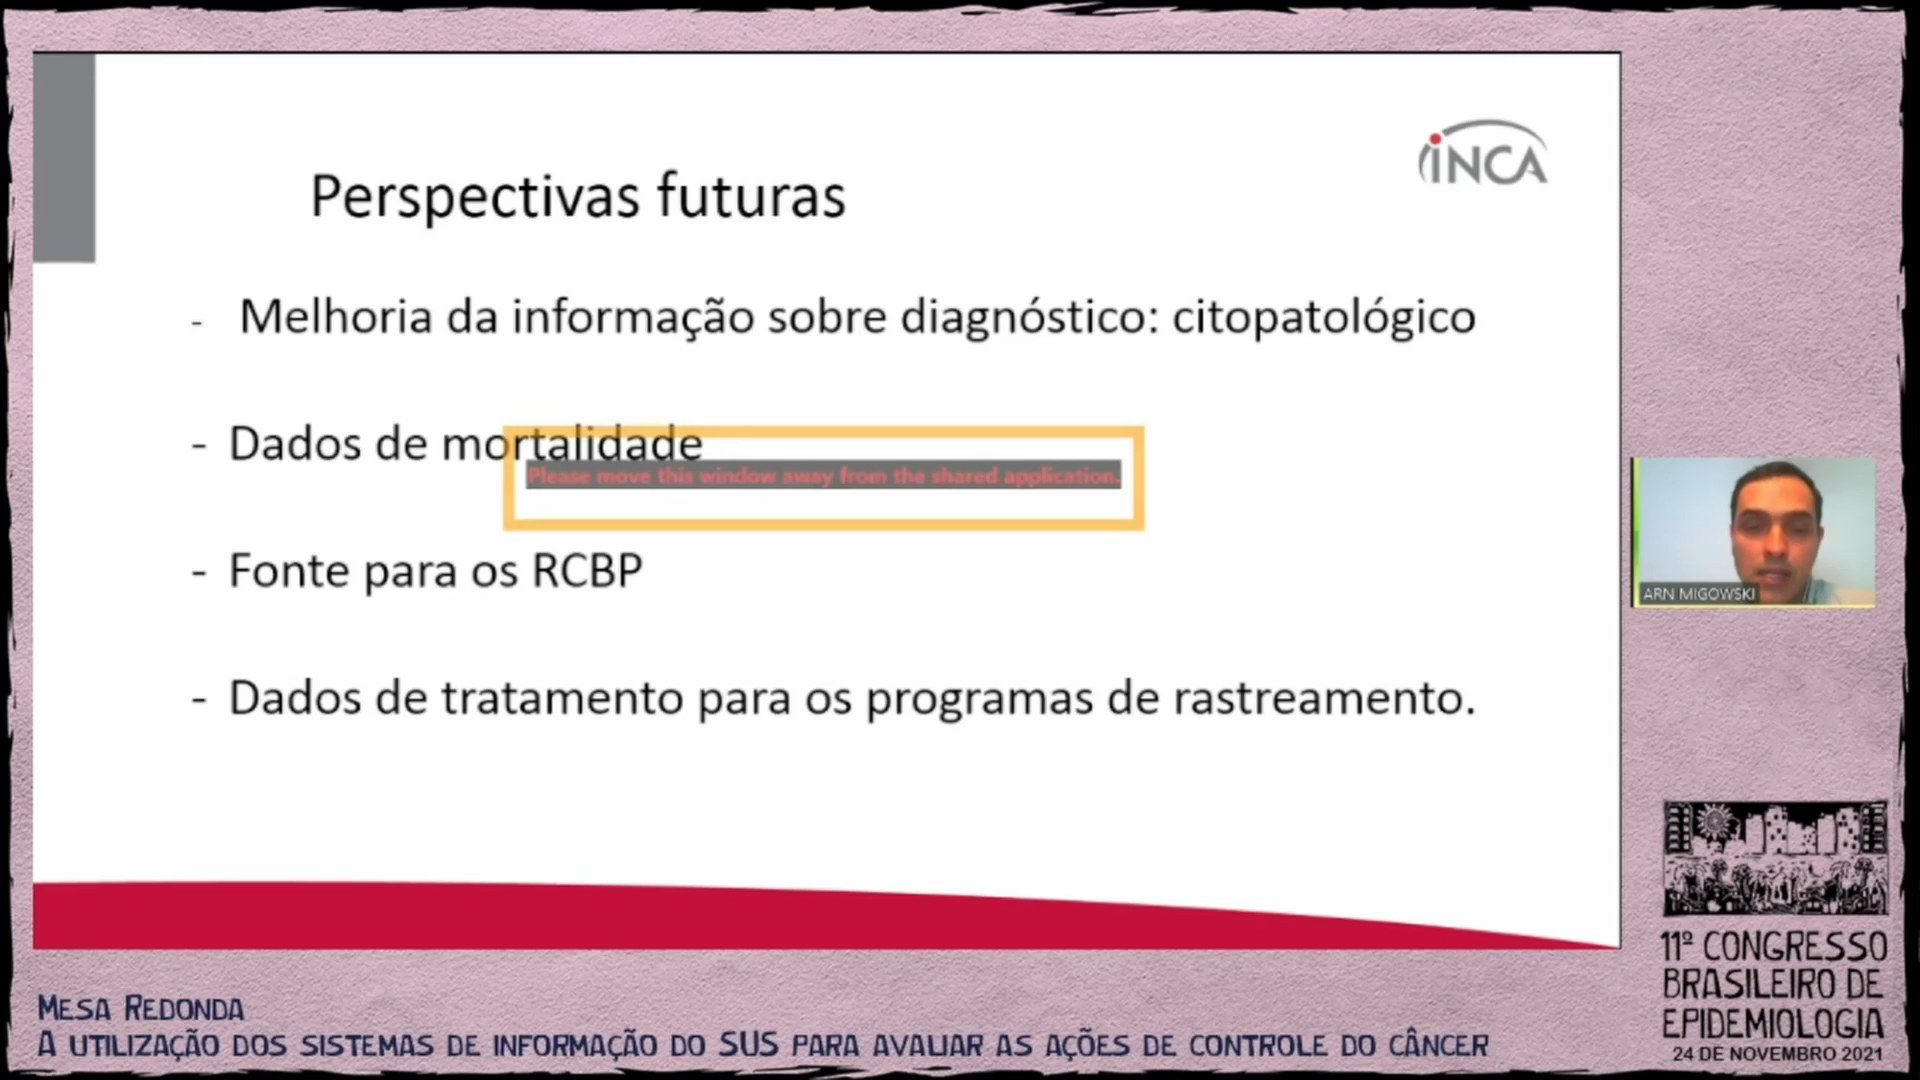 INCA
Perspectivas futuras
- Melhoria da informação sobre diagnóstico: citopatológico
- Dados de mortalidade
Please move this window away from the shared application.
- Fonte para os RCBP
- Dados de tratamento para os programas de rastreamento.
ARN MIGOWSKI
11º CONGRESSO
BRASILEIRO DE
EPIDEMIOLOGIA
24 DE NOVEMBRO 2021
MESA REDONDA
A UTILIZAÇÃO DOS SISTEMAS DE INFORMAÇÃO DO SUS PARA AVALIAR AS AÇÕES DE CONTROLE DO CÂNCER